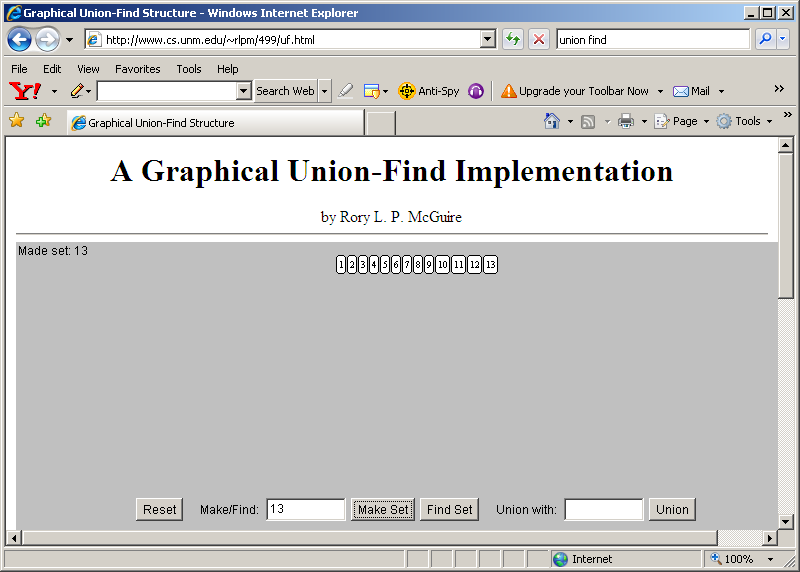 Graphical Union-Find Structure - Windows Internet Explorer
http://www.cs.unm.edu/~rlpm/499/uf.html
union find
File Edit View Favorites Tools Help
Y! Search Web Anti-Spy Upgrade your Toolbar Now Mail >>
Graphical Union-Find Structure Page Tools >>
A Graphical Union-Find Implementation
by Rory L. P. McGuire
Made set: 13
1 2 3 4 5 6 7 8 9 10 11 12 13
Reset Make/Find: 13 Make Set Find Set Union with: Union
Internet 100%